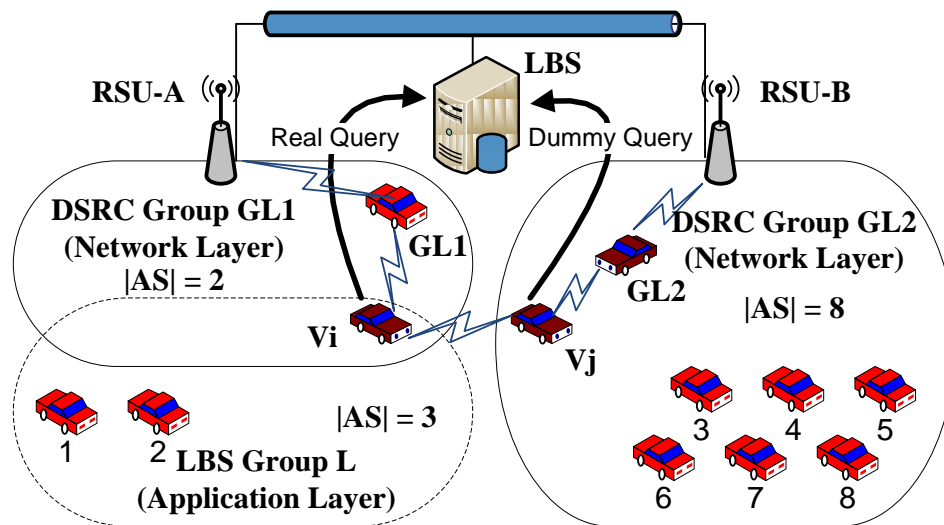 LBS
RSU-A
RSU-B
Real Query
Dummy Query
DSRC Group GL1
(Network Layer)
|AS| = 2
GL1
DSRC Group GL2
(Network Layer)
GL2
|AS| = 8
Vi
Vj
3
4
5
|AS| = 3
1
2
LBS Group L
(Application Layer)
6
7
8